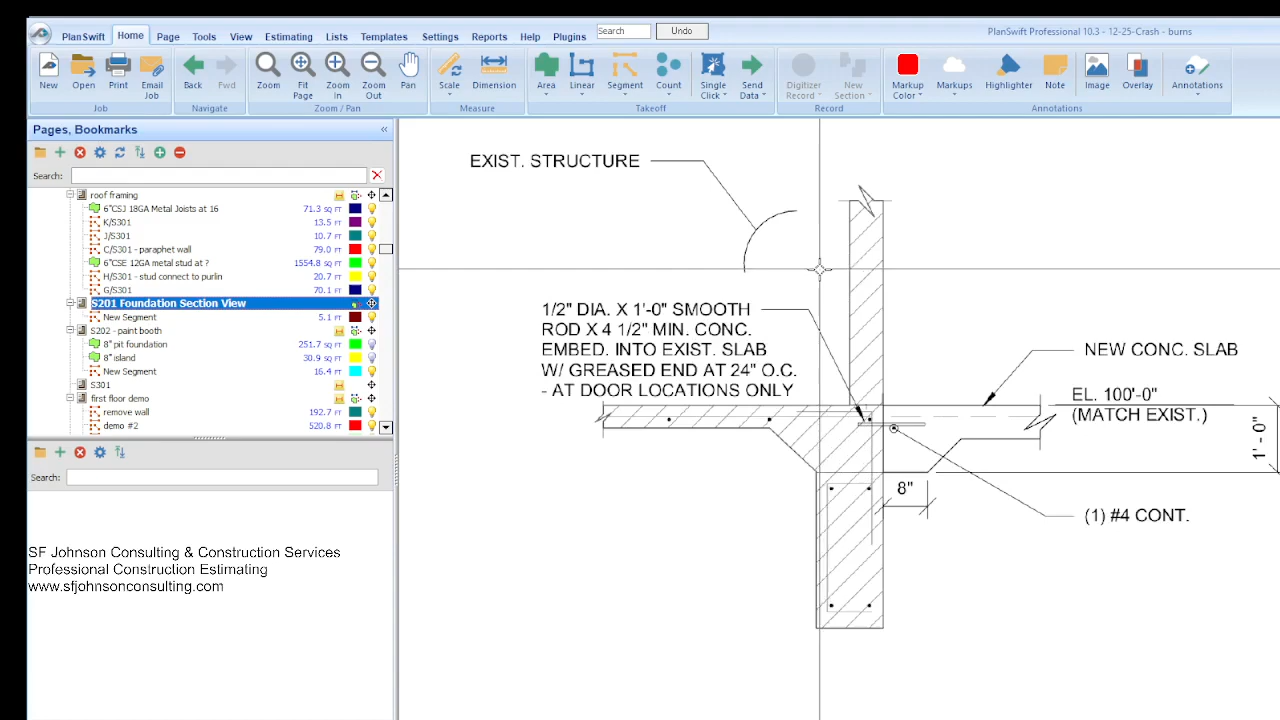 PlanSwift Home Page Tools View Estimating Lists Templates Settings Reports Help Plugins Search Undo PlanSwift Professional 10.3 - 12-25-Crash - burns
New Open Print Email Job Back Fwd Zoom Fit Page Zoom In Zoom Out Pan Scale Dimension Area Linear Segment Count Single Click Send Data Digitizer Record New Section Markup Color Markups Highlighter Note Image Overlay Annotations
Job Navigate Zoom / Pan Measure Takeoff Record Annotations
Pages, Bookmarks
Search:
roof framing
6"CSJ 18GA Metal Joists at 16 71.3 SQ FT
K/S301 13.5 FT
J/S301 10.7 FT
C/S301 - paraphet wall 79.0 FT
6"CSE 12GA metal stud at ? 1554.8 SQ FT
H/S301 - stud connect to purlin 20.7 FT
G/S301 70.1 FT
S201 Foundation Section View
New Segment 5.1 FT
S202 - paint booth
8" pit foundation 251.7 SQ FT
8" island 30.9 SQ FT
New Segment 16.4 FT
S301
first floor demo
remove wall 192.7 FT
demo #2 520.8 FT
Search:
SF Johnson Consulting & Construction Services
Professional Construction Estimating
www.sfjohnsonconsulting.com
EXIST. STRUCTURE
1/2" DIA. X 1'-0" SMOOTH
ROD X 4 1/2" MIN. CONC.
EMBED. INTO EXIST. SLAB
W/ GREASED END AT 24" O.C.
- AT DOOR LOCATIONS ONLY
NEW CONC. SLAB
EL. 100'-0"
(MATCH EXIST.)
1' - 0"
8"
(1) #4 CONT.